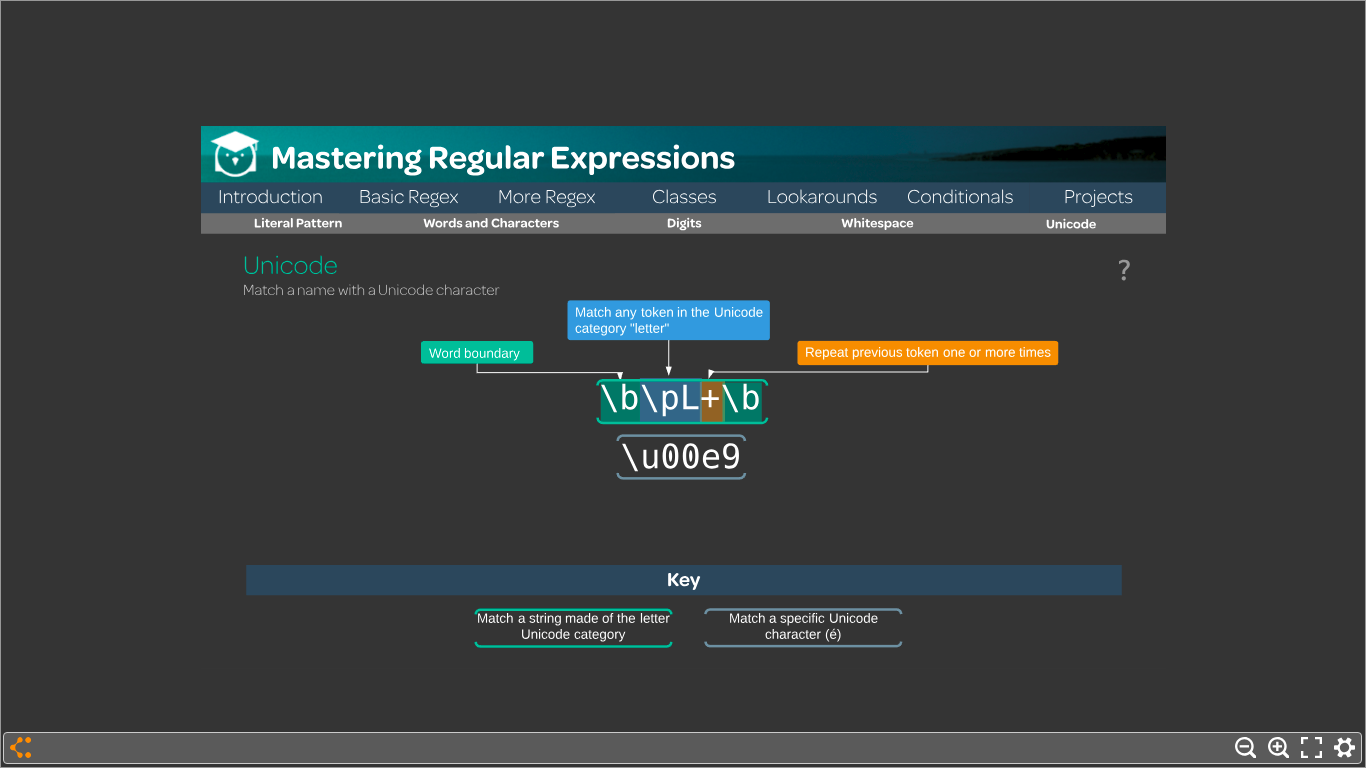 Mastering Regular Expressions
Introduction Basic Regex More Regex Classes Lookarounds Conditionals Projects
Literal Pattern Words and Characters Digits Whitespace Unicode
Unicode
?
Match a name with a Unicode character
Match any token in the Unicode
category "letter"
Word boundary
Repeat previous token one or more times
\b\pL+\b
\u00e9
Key
Match a string made of the letter
Unicode category
Match a specific Unicode
character (é)